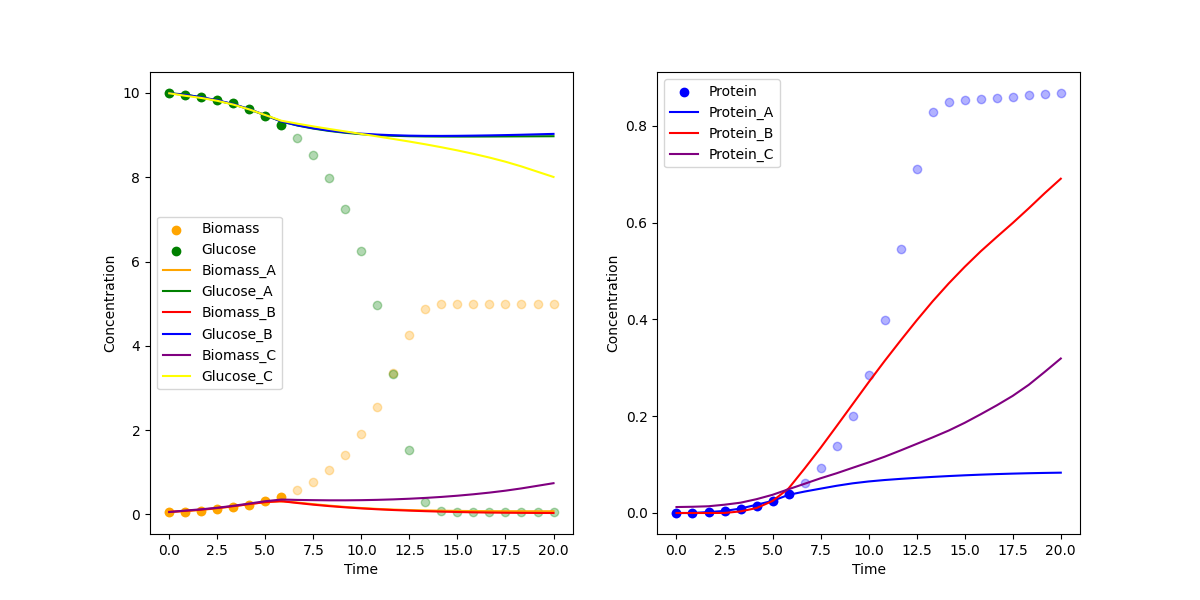 10
8
6
4
2
0
Concentration
Biomass
Glucose
Biomass_A
Glucose_A
Biomass_B
Glucose_B
Biomass_C
Glucose_C
0.0 2.5 5.0 7.5 10.0 12.5 15.0 17.5 20.0
Time
0.8
0.6
0.4
0.2
0.0
Concentration
Protein
Protein_A
Protein_B
Protein_C
0.0 2.5 5.0 7.5 10.0 12.5 15.0 17.5 20.0
Time